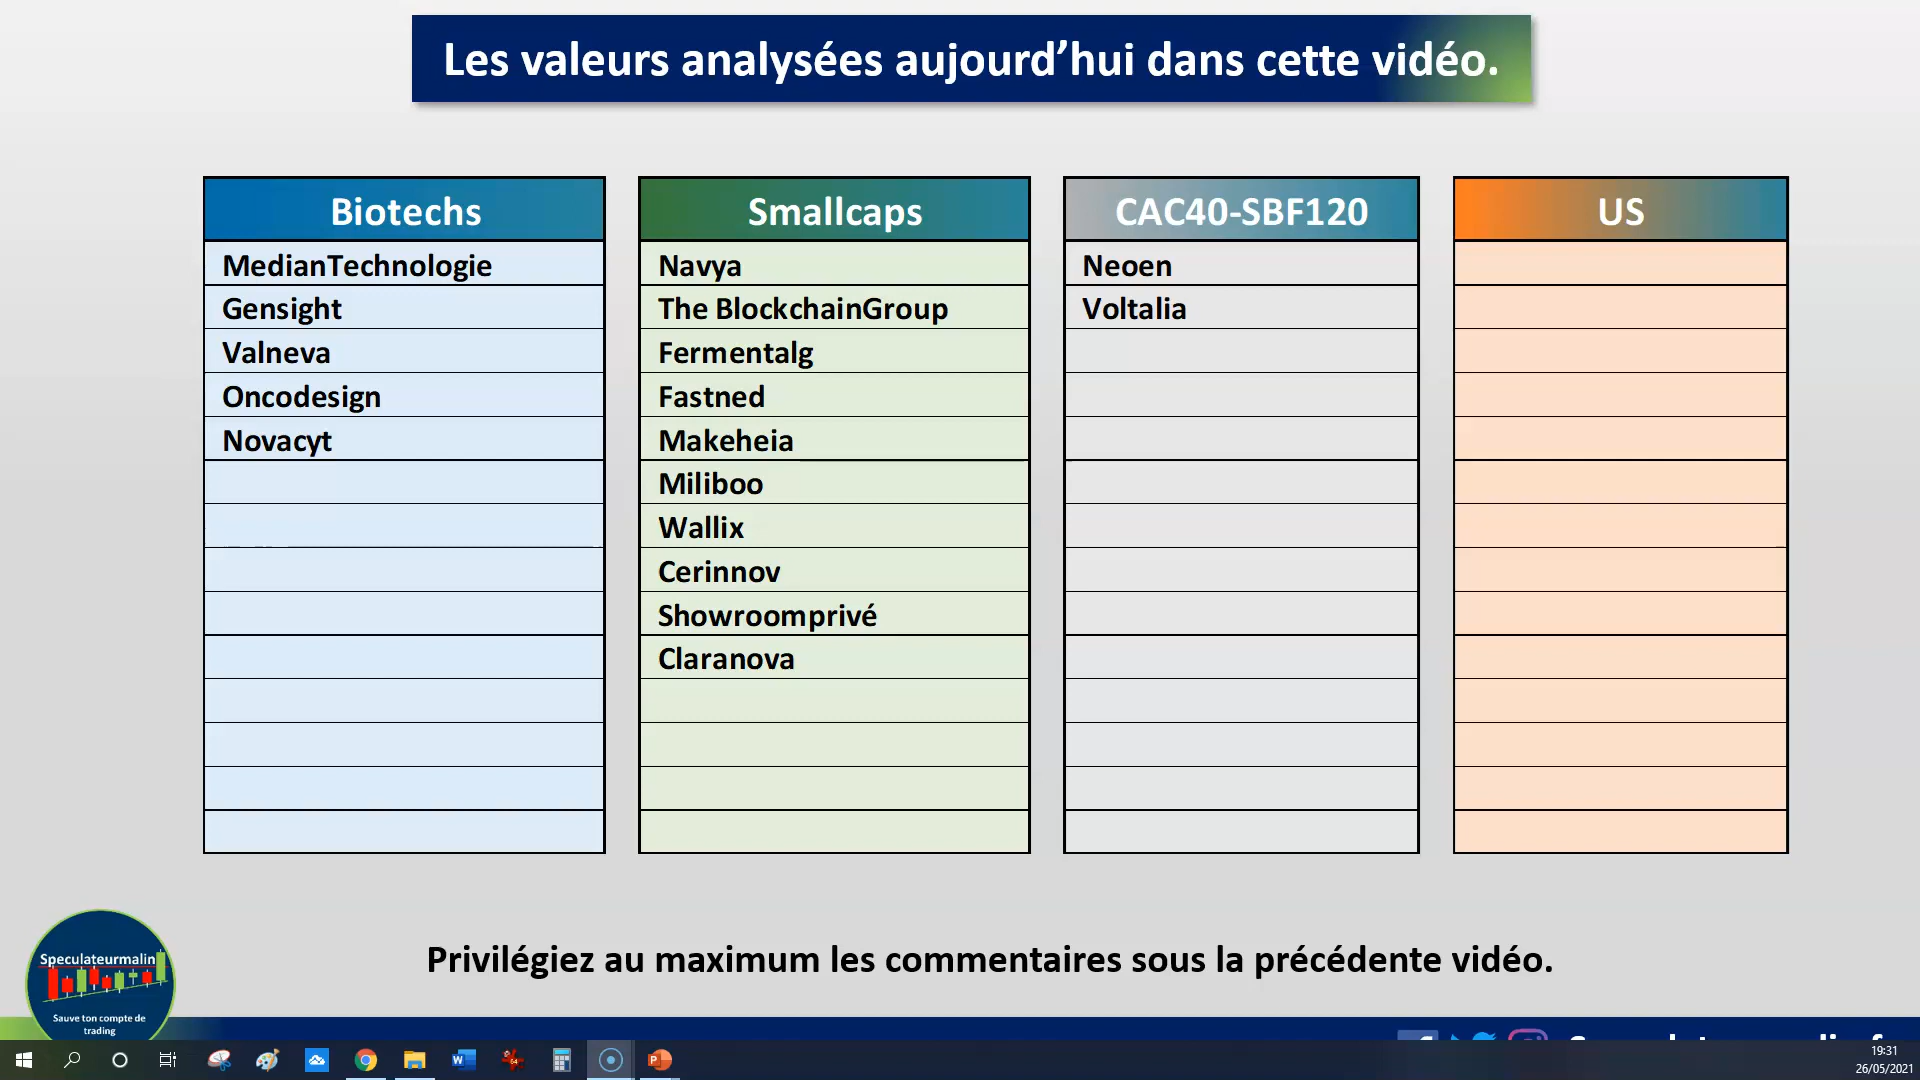 Les valeurs analysées aujourd’hui dans cette vidéo.
Biotechs
MedianTechnologie
Gensight
Valneva
Oncodesign
Novacyt
Smallcaps
Navya
The BlockchainGroup
Fermentalg
Fastned
Makeheia
Miliboo
Wallix
Cerinnov
Showroomprivé
Claranova
CAC40-SBF120
Neoen
Voltalia
US
Privilégiez au maximum les commentaires sous la précédente vidéo.
Speculateurmalin
Sauve ton compte de
trading
19:31
26/05/2021